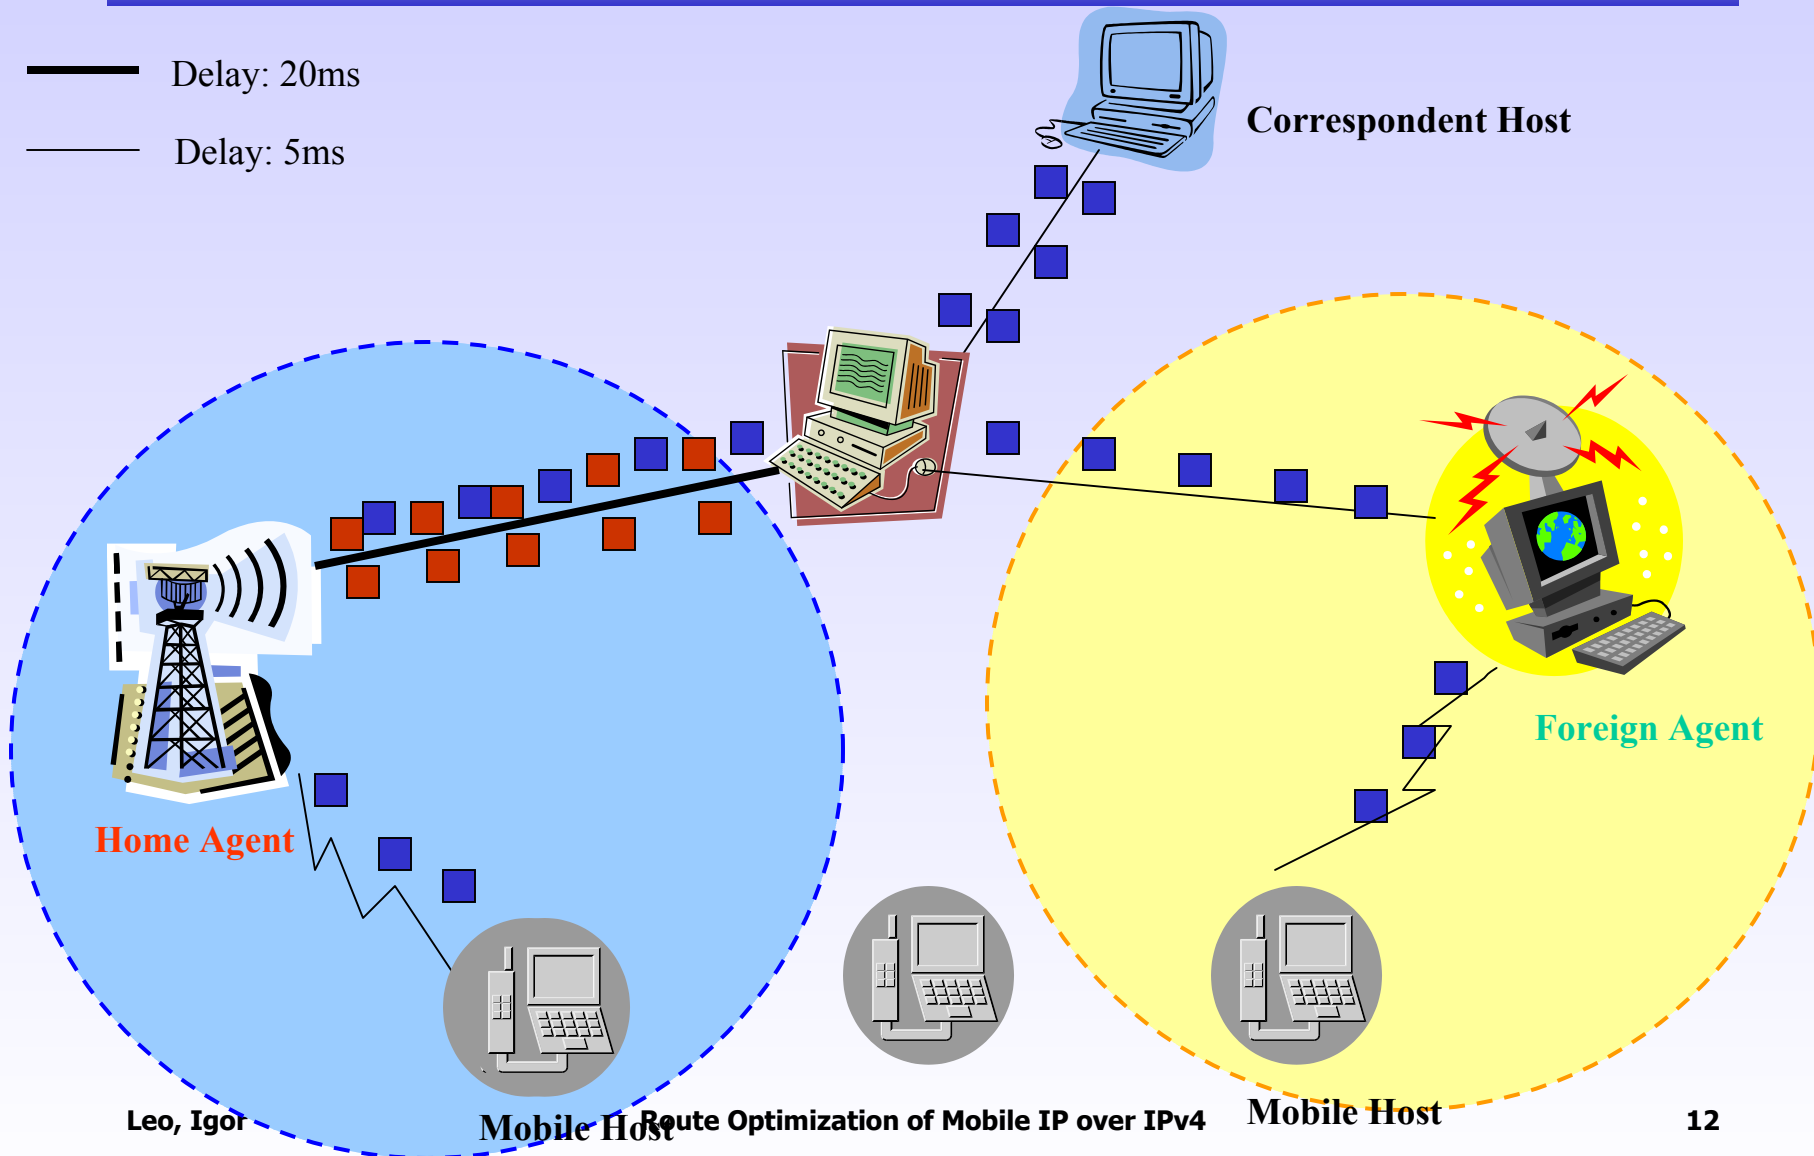 Delay: 20ms
Delay: 5ms
Correspondent Host
Foreign Agent
Home Agent
Mobile Host
Mobile Host
Leo, Igor
Route Optimization of Mobile IP over IPv4
12